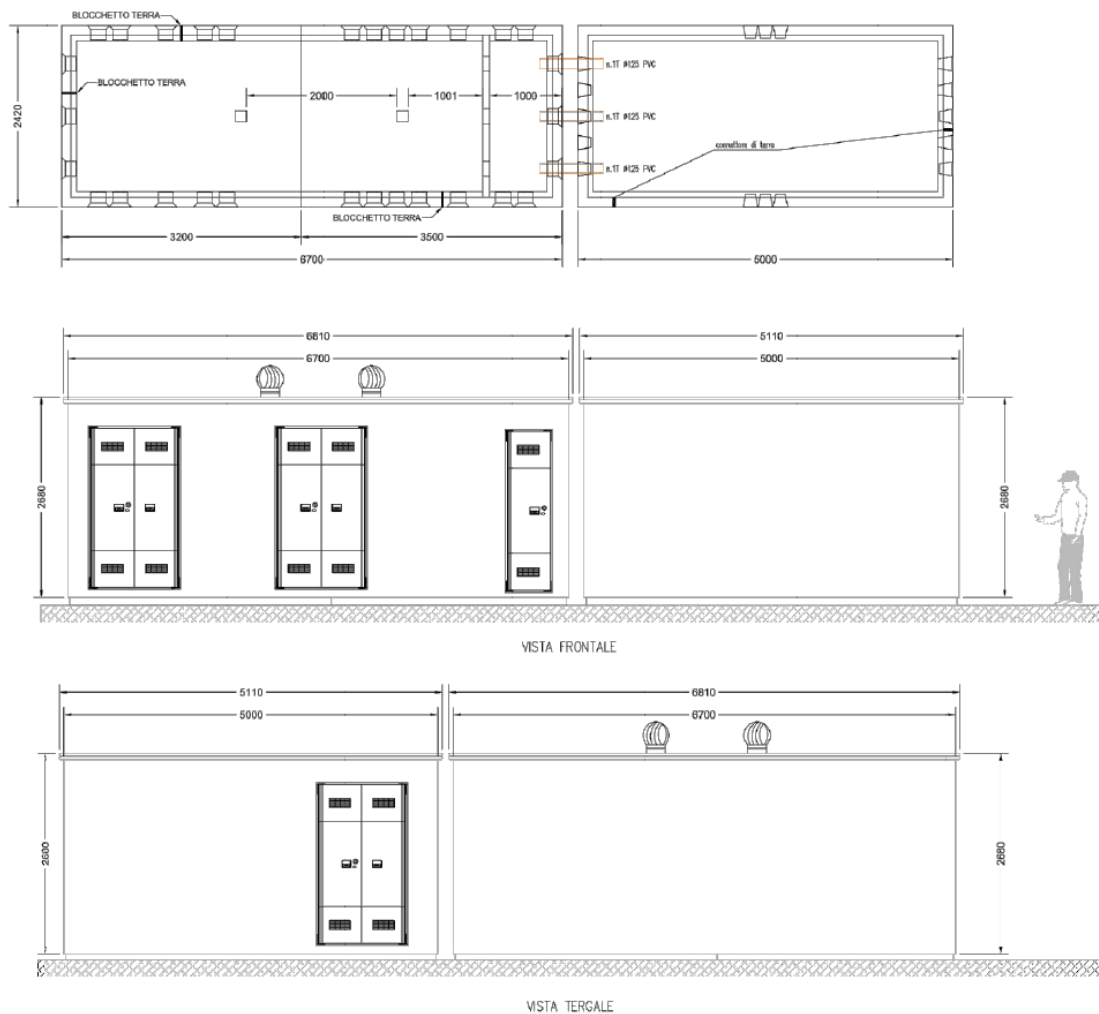 BLOCCHETTO TERRA
BLOCCHETTO TERRA
2000
1001
1000
2420
n.1T Ø125 PVC
n.1T Ø125 PVC
n.1T Ø125 PVC
connettore di terra
BLOCCHETTO TERRA
3200
3500
6700
5000
6810
5110
6700
5000
2680
2680
VISTA FRONTALE
5110
6810
5000
6700
2680
2680
VISTA TERGALE